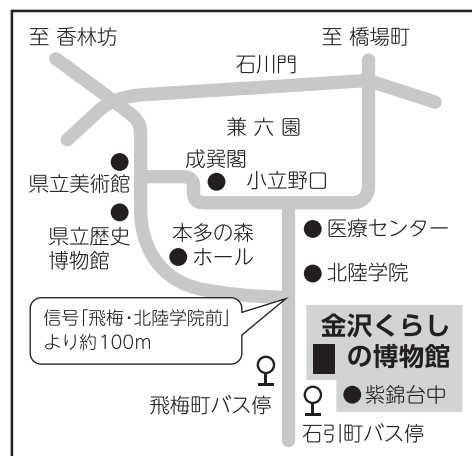 至 香林坊
至 橋場町
石川門
兼六園
成巽閣
小立野口
県立美術館
県立歴史
博物館
本多の森
ホール
医療センター
北陸学院
信号「飛梅・北陸学院前」
より約100m
金沢くらし
の博物館
紫錦台中
飛梅町バス停
石引町バス停